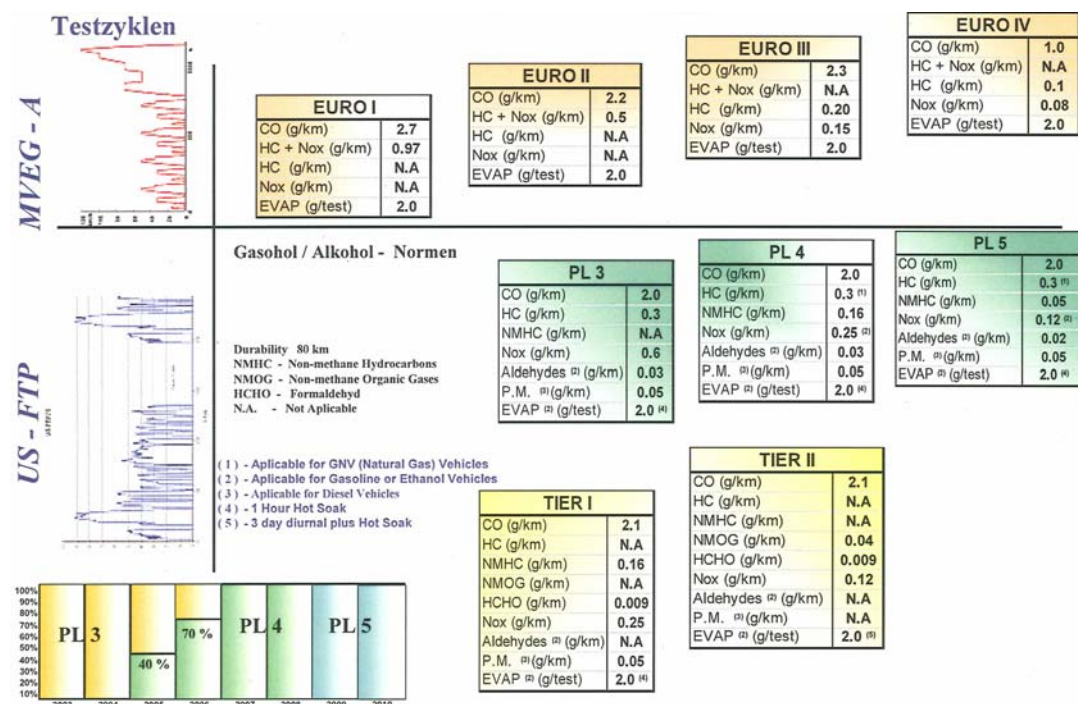 Testzyklen
MVEG - A
EURO I
CO (g/km) 2.7
HC + Nox (g/km) 0.97
HC (g/km) N.A
Nox (g/km) N.A
EVAP (g/test) 2.0
EURO II
CO (g/km) 2.2
HC + Nox (g/km) 0.5
HC (g/km) N.A
Nox (g/km) N.A
EVAP (g/test) 2.0
EURO III
CO (g/km) 2.3
HC + Nox (g/km) N.A
HC (g/km) 0.20
Nox (g/km) 0.15
EVAP (g/test) 2.0
EURO IV
CO (g/km) 1.0
HC + Nox (g/km) N.A
HC (g/km) 0.1
Nox (g/km) 0.08
EVAP (g/test) 2.0
US - FTP
Gasohol / Alkohol - Normen
Durability 80 km
NMHC - Non-methane Hydrocarbons
NMOG - Non-methane Organic Gases
HCHO - Formaldehyd
N.A. - Not Aplicable
( 1 ) - Aplicable for GNV (Natural Gas) Vehicles
( 2 ) - Aplicable for Gasoline or Ethanol Vehicles
( 3 ) - Aplicable for Diesel Vehicles
( 4 ) - 1 Hour Hot Soak
( 5 ) - 3 day diurnal plus Hot Soak
PL 3
CO (g/km) 2.0
HC (g/km) 0.3
NMHC (g/km) N.A
Nox (g/km) 0.6
Aldehydes (2) (g/km) 0.03
P.M. (3) (g/km) 0.05
EVAP (2) (g/test) 2.0 (4)
PL 4
CO (g/km) 2.0
HC (g/km) 0.3 (1)
NMHC (g/km) 0.16
Nox (g/km) 0.25 (2)
Aldehydes (2) (g/km) 0.03
P.M. (3) (g/km) 0.05
EVAP (2) (g/test) 2.0 (4)
PL 5
CO (g/km) 2.0
HC (g/km) 0.3 (1)
NMHC (g/km) 0.05
Nox (g/km) 0.12 (2)
Aldehydes (2) (g/km) 0.02
P.M. (3) (g/km) 0.05
EVAP (2) (g/test) 2.0 (4)
TIER I
CO (g/km) 2.1
HC (g/km) N.A
NMHC (g/km) 0.16
NMOG (g/km) N.A
HCHO (g/km) 0.009
Nox (g/km) 0.25
Aldehydes (2) (g/km) N.A
P.M. (3) (g/km) 0.05
EVAP (2) (g/test) 2.0 (4)
TIER II
CO (g/km) 2.1
HC (g/km) N.A
NMHC (g/km) N.A
NMOG (g/km) 0.04
HCHO (g/km) 0.009
Nox (g/km) 0.12
Aldehydes (2) (g/km) N.A
P.M. (3) (g/km) N.A
EVAP (2) (g/test) 2.0 (5)
100%
90%
80%
70%
60%
50%
40%
30%
20%
10%
PL 3
40 %
70 %
PL 4
PL 5
2003 2004 2005 2006 2007 2008 2009 2010